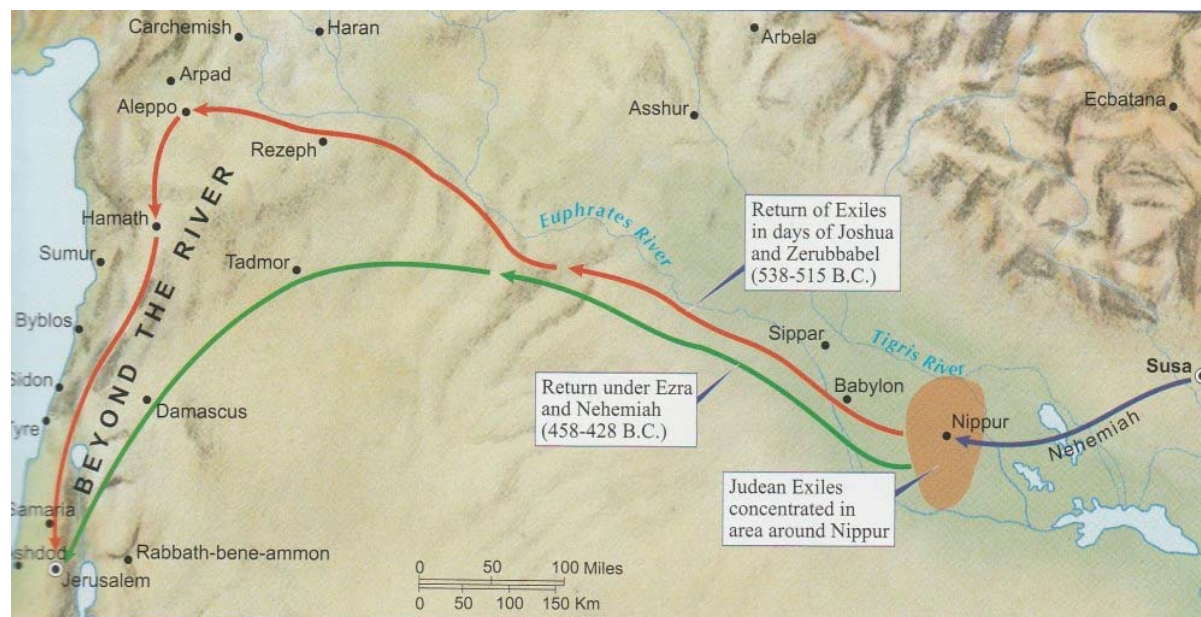 Carchemish
Haran
Arbela
Arpad
Aleppo
Asshur
Ecbatana
Rezeph
Hamath
Sumur
Tadmor
Byblos
BEYOND THE RIVER
Euphrates River
Return of Exiles
in days of Joshua
and Zerubbabel
(538-515 B.C.)
Sippar
Tigris River
Susa
idon
Damascus
yre
Return under Ezra
and Nehemiah
(458-428 B.C.)
Babylon
Nippur
Nehemiah
Judean Exiles
concentrated in
area around Nippur
Samaria
shdod
Jerusalem
Rabbath-bene-ammon
0 50 100 Miles
0 50 100 150 Km